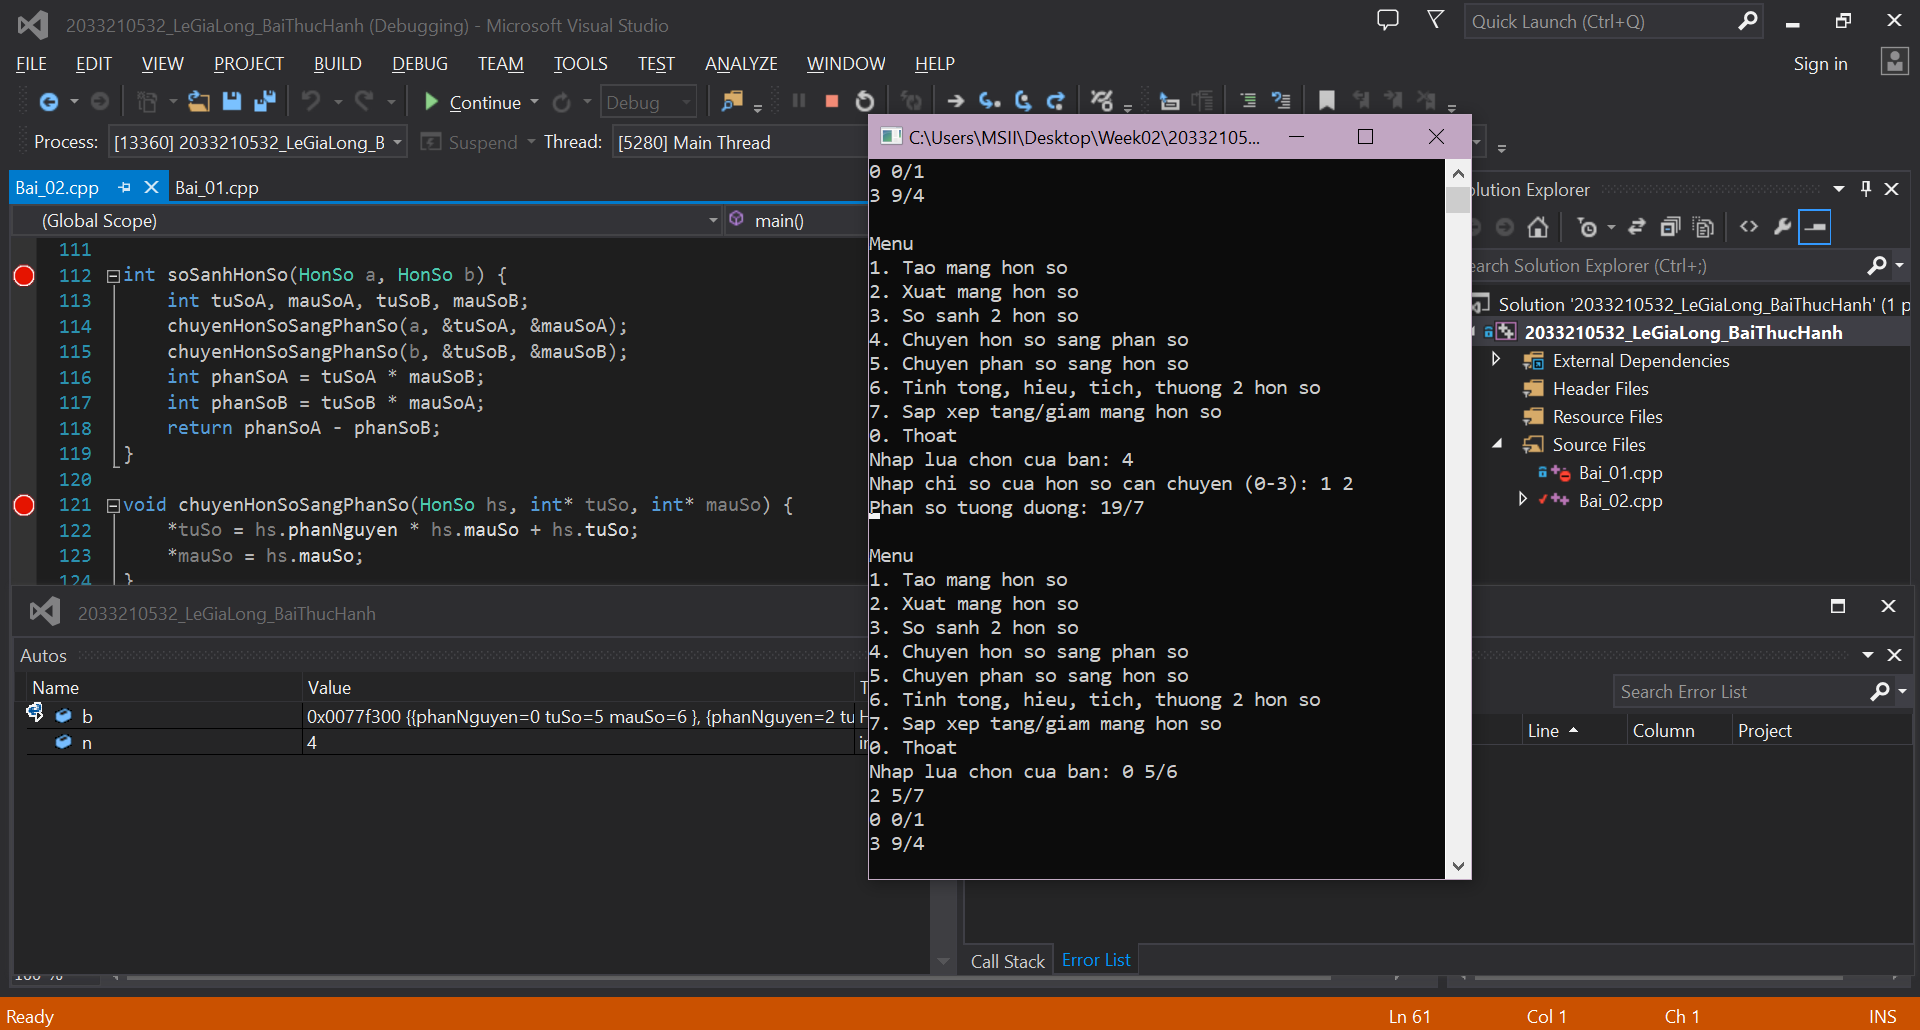 2033210532_LeGiaLong_BaiThucHanh (Debugging) - Microsoft Visual Studio
Quick Launch (Ctrl+Q)
FILE EDIT VIEW PROJECT BUILD DEBUG TEAM TOOLS TEST ANALYZE WINDOW HELP
Sign in
Continue
Debug
Process: [13360] 2033210532_LeGiaLong_B
Suspend
Thread: [5280] Main Thread
Bai_02.cpp
Bai_01.cpp
(Global Scope)
main()
111
112 int soSanhHonSo(HonSo a, HonSo b) {
113 int tuSoA, mauSoA, tuSoB, mauSoB;
114 chuyenHonSoSangPhanSo(a, &tuSoA, &mauSoA);
115 chuyenHonSoSangPhanSo(b, &tuSoB, &mauSoB);
116 int phanSoA = tuSoA * mauSoB;
117 int phanSoB = tuSoB * mauSoA;
118 return phanSoA - phanSoB;
119 }
120
121 void chuyenHonSoSangPhanSo(HonSo hs, int* tuSo, int* mauSo) {
122 *tuSo = hs.phanNguyen * hs.mauSo + hs.tuSo;
123 *mauSo = hs.mauSo;
124 }
C:\Users\MSII\Desktop\Week02\20332105...
0 0/1
3 9/4
Menu
1. Tao mang hon so
2. Xuat mang hon so
3. So sanh 2 hon so
4. Chuyen hon so sang phan so
5. Chuyen phan so sang hon so
6. Tinh tong, hieu, tich, thuong 2 hon so
7. Sap xep tang/giam mang hon so
0. Thoat
Nhap lua chon cua ban: 4
Nhap chi so cua hon so can chuyen (0-3): 1 2
Phan so tuong duong: 19/7
Menu
1. Tao mang hon so
2. Xuat mang hon so
3. So sanh 2 hon so
4. Chuyen hon so sang phan so
5. Chuyen phan so sang hon so
6. Tinh tong, hieu, tich, thuong 2 hon so
7. Sap xep tang/giam mang hon so
0. Thoat
Nhap lua chon cua ban: 0 5/6
2 5/7
0 0/1
3 9/4
olution Explorer
earch Solution Explorer (Ctrl+;)
Solution '2033210532_LeGiaLong_BaiThucHanh' (1 p
2033210532_LeGiaLong_BaiThucHanh
External Dependencies
Header Files
Resource Files
Source Files
Bai_01.cpp
Bai_02.cpp
2033210532_LeGiaLong_BaiThucHanh
Autos
Name Value T
b 0x0077f300 {{phanNguyen=0 tuSo=5 mauSo=6 }, {phanNguyen=2 tu H
n 4 in
Search Error List
Line Column Project
Call Stack Error List
Ready
Ln 61 Col 1 Ch 1 INS